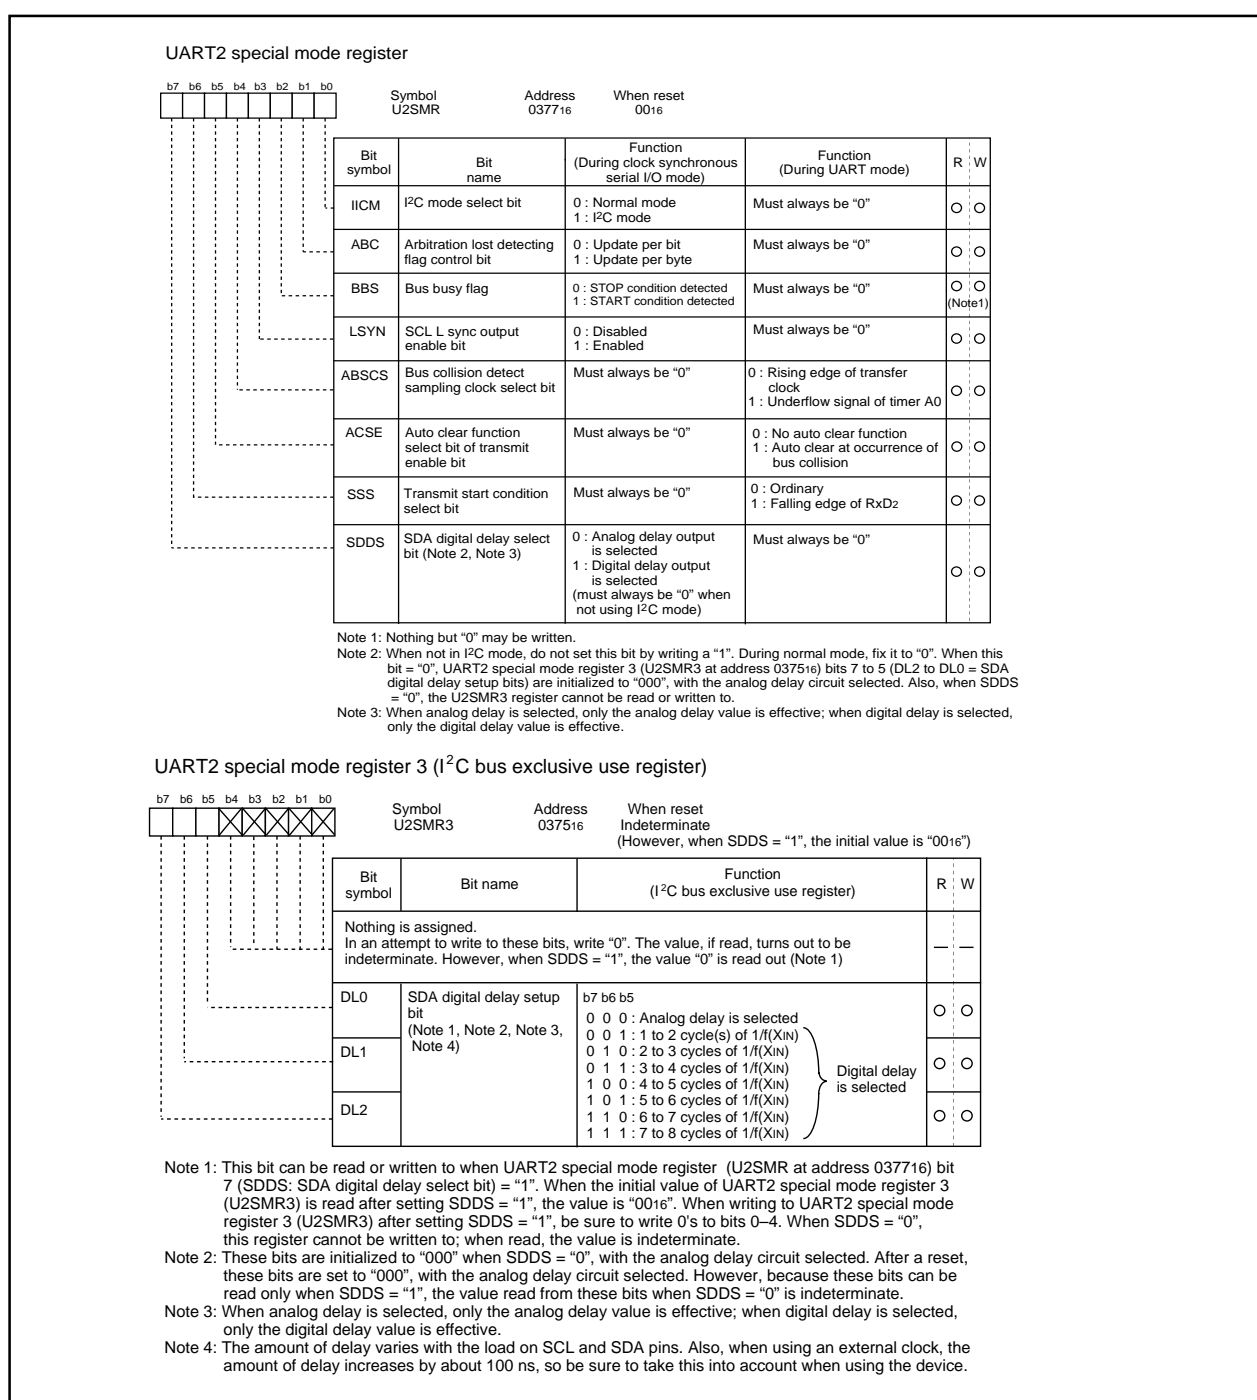 UART2 special mode register
b7 b6 b5 b4 b3 b2 b1 b0
Symbol Address When reset
U2SMR 037716 0016
Bit symbol Bit name Function (During clock synchronous serial I/O mode) Function (During UART mode) R W
IICM I2C mode select bit 0 : Normal mode Must always be “0”
1 : I2C mode
ABC Arbitration lost detecting 0 : Update per bit Must always be “0”
flag control bit 1 : Update per byte
BBS Bus busy flag 0 : STOP condition detected Must always be “0”
1 : START condition detected (Note1)
LSYN SCL L sync output 0 : Disabled Must always be “0”
enable bit 1 : Enabled
ABSCS Bus collision detect Must always be “0” 0 : Rising edge of transfer
sampling clock select bit clock
1 : Underflow signal of timer A0
ACSE Auto clear function Must always be “0” 0 : No auto clear function
select bit of transmit 1 : Auto clear at occurrence of
enable bit bus collision
SSS Transmit start condition Must always be “0” 0 : Ordinary
select bit 1 : Falling edge of RxD2
SDDS SDA digital delay select 0 : Analog delay output Must always be “0”
bit (Note 2, Note 3) is selected
1 : Digital delay output
is selected
(must always be “0” when
not using I2C mode)
Note 1: Nothing but “0” may be written.
Note 2: When not in I2C mode, do not set this bit by writing a “1”. During normal mode, fix it to “0”. When this
bit = “0”, UART2 special mode register 3 (U2SMR3 at address 037516) bits 7 to 5 (DL2 to DL0 = SDA
digital delay setup bits) are initialized to “000”, with the analog delay circuit selected. Also, when SDDS
= “0”, the U2SMR3 register cannot be read or written to.
Note 3: When analog delay is selected, only the analog delay value is effective; when digital delay is selected,
only the digital delay value is effective.
UART2 special mode register 3 (I2C bus exclusive use register)
b7 b6 b5 b4 b3 b2 b1 b0
Symbol Address When reset
U2SMR3 037516 Indeterminate
(However, when SDDS = “1”, the initial value is “0016”)
Bit symbol Bit name Function (I2C bus exclusive use register) R W
Nothing is assigned.
In an attempt to write to these bits, write “0”. The value, if read, turns out to be
indeterminate. However, when SDDS = “1”, the value “0” is read out (Note 1)
DL0 SDA digital delay setup b7 b6 b5
bit 0 0 0 : Analog delay is selected
(Note 1, Note 2, Note 3, 0 0 1 : 1 to 2 cycle(s) of 1/f(XIN)
DL1 Note 4) 0 1 0 : 2 to 3 cycles of 1/f(XIN)
0 1 1 : 3 to 4 cycles of 1/f(XIN) Digital delay
1 0 0 : 4 to 5 cycles of 1/f(XIN) is selected
1 0 1 : 5 to 6 cycles of 1/f(XIN)
DL2 1 1 0 : 6 to 7 cycles of 1/f(XIN)
1 1 1 : 7 to 8 cycles of 1/f(XIN)
Note 1: This bit can be read or written to when UART2 special mode register (U2SMR at address 037716) bit
7 (SDDS: SDA digital delay select bit) = “1”. When the initial value of UART2 special mode register 3
(U2SMR3) is read after setting SDDS = “1”, the value is “0016”. When writing to UART2 special mode
register 3 (U2SMR3) after setting SDDS = “1”, be sure to write 0's to bits 0–4. When SDDS = “0”,
this register cannot be written to; when read, the value is indeterminate.
Note 2: These bits are initialized to “000” when SDDS = “0”, with the analog delay circuit selected. After a reset,
these bits are set to “000”, with the analog delay circuit selected. However, because these bits can be
read only when SDDS = “1”, the value read from these bits when SDDS = “0” is indeterminate.
Note 3: When analog delay is selected, only the analog delay value is effective; when digital delay is selected,
only the digital delay value is effective.
Note 4: The amount of delay varies with the load on SCL and SDA pins. Also, when using an external clock, the
amount of delay increases by about 100 ns, so be sure to take this into account when using the device.